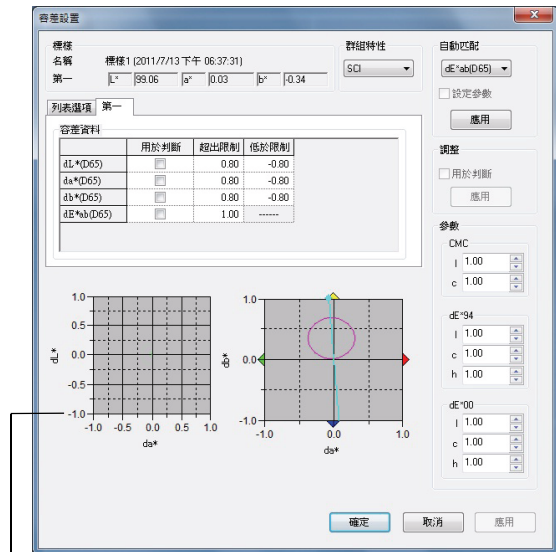 容差設置
標樣
名稱 標樣1 (2011/7/13 下午 06:37:31)
第一 L* 99.06 a* 0.03 b* -0.34
群組特性
SCI
自動匹配
dE*ab(D65)
設定參數
應用
列表選項 第一
容差資料
用於判斷 超出限制 低於限制
dL*(D65) 0.80 -0.80
da*(D65) 0.80 -0.80
db*(D65) 0.80 -0.80
dE*ab(D65) 1.00 ------
調整
用於判斷
應用
參數
CMC
l 1.00
c 1.00
dE*94
l 1.00
c 1.00
h 1.00
dE*00
l 1.00
c 1.00
h 1.00
dL*
1.0
0.5
0.0
-0.5
-1.0
-1.0 -0.5 0.0 0.5 1.0
da*
db*
1.0
0.0
-1.0
-1.0 0.0 1.0
da*
確定 取消 應用